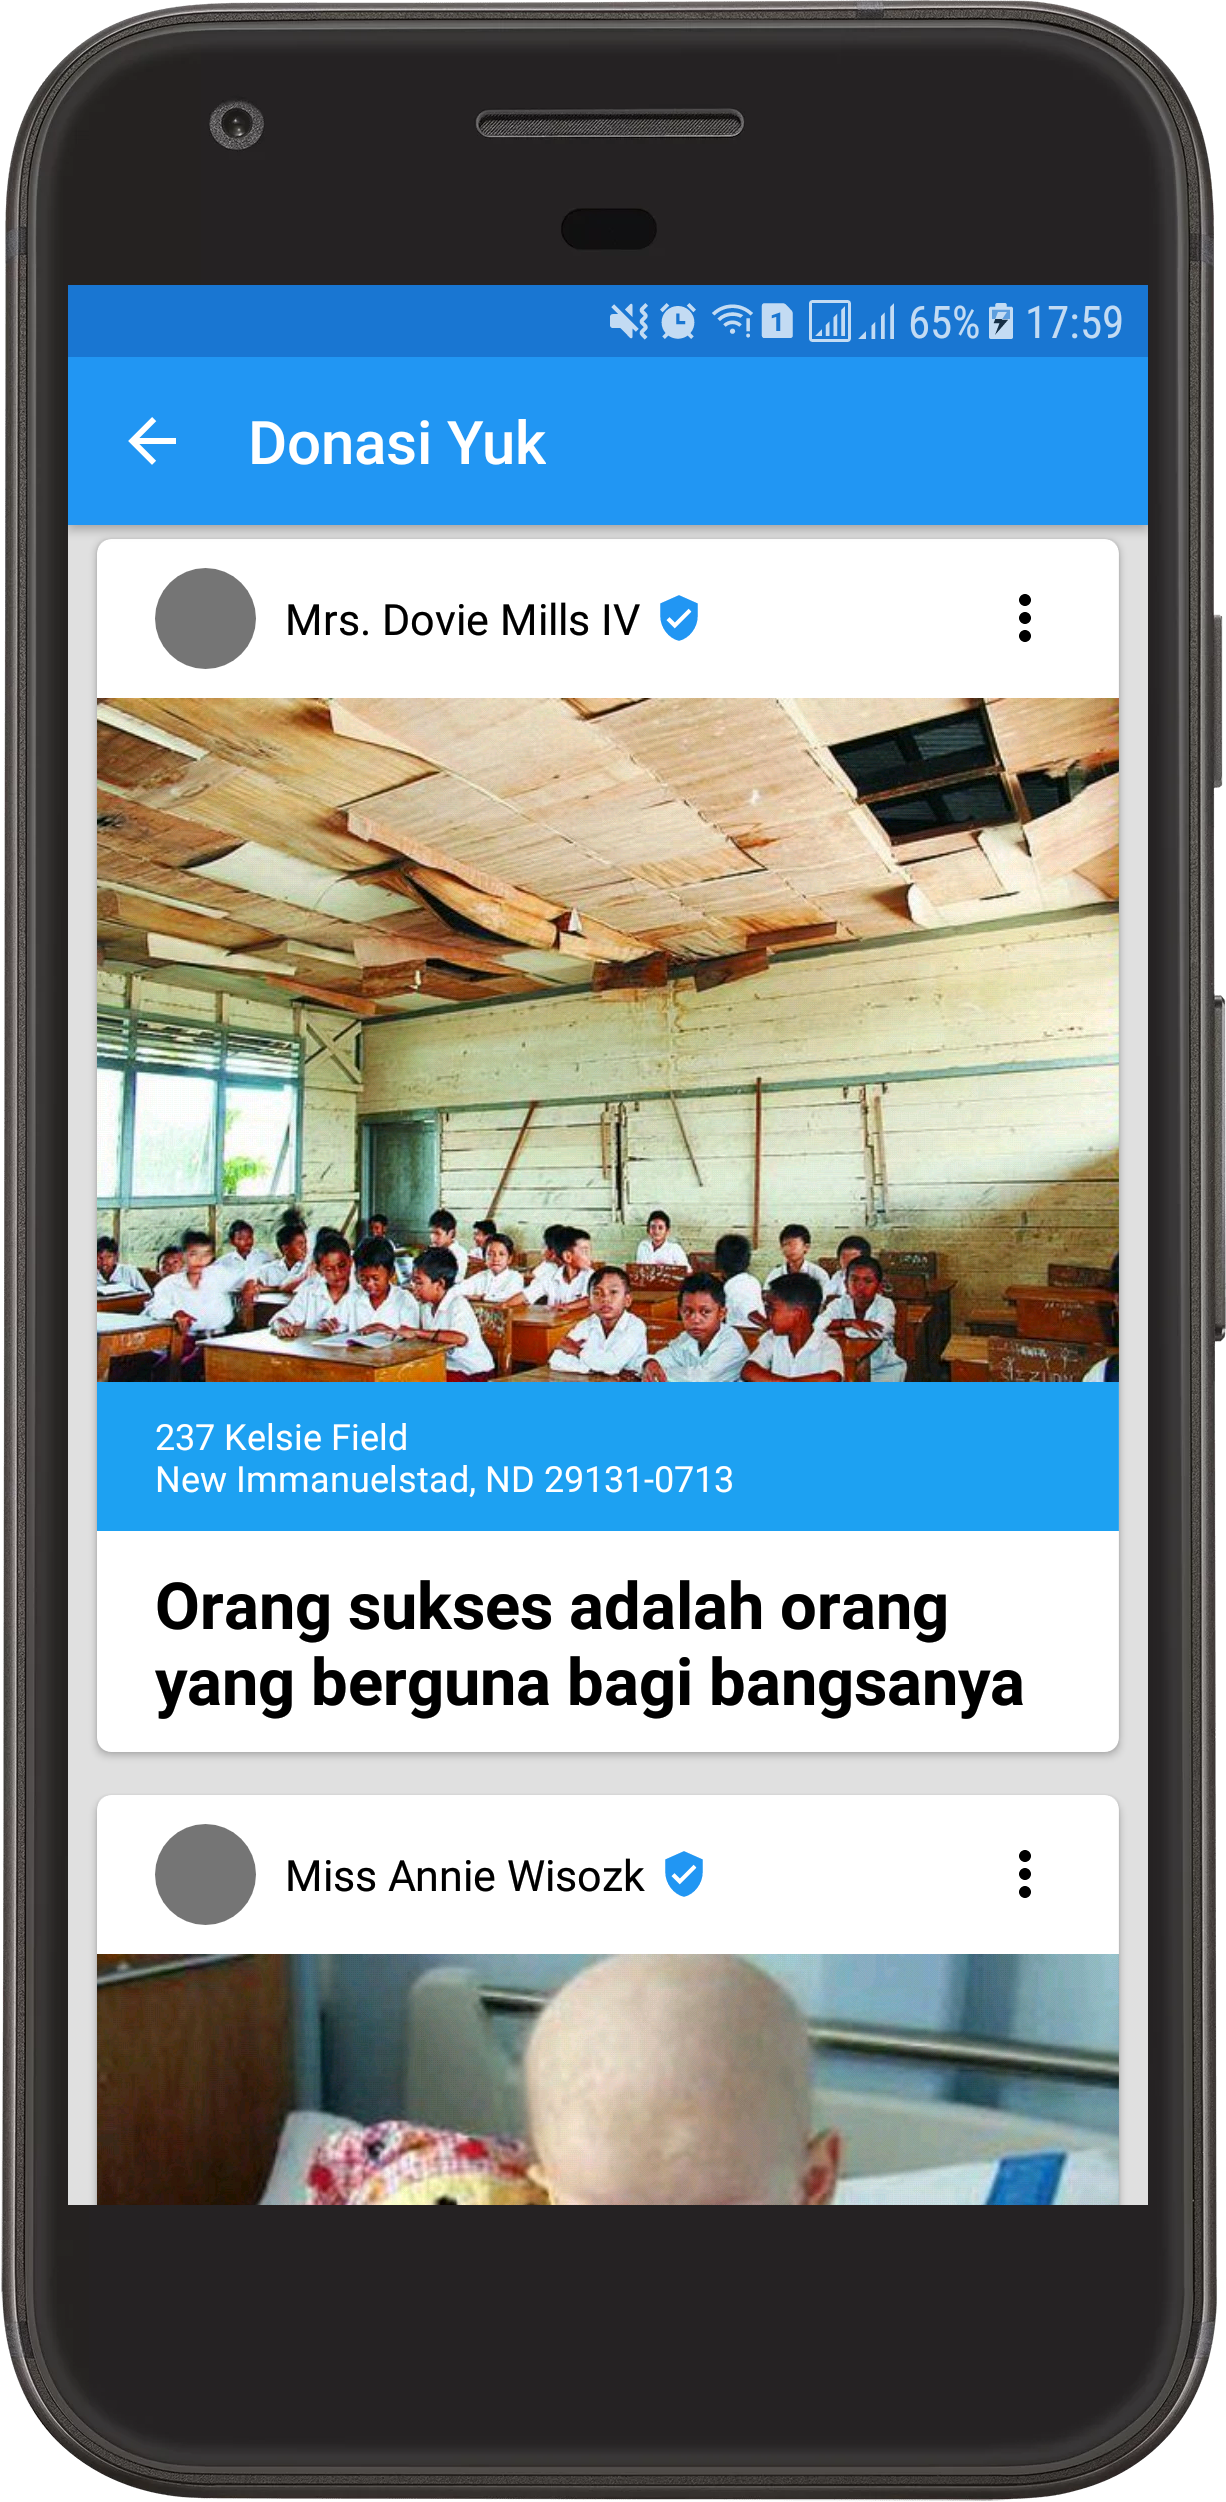 1 65% 17:59
Donasi Yuk
Mrs. Dovie Mills IV
237 Kelsie Field
New Immanuelstad, ND 29131-0713
Orang sukses adalah orang
yang berguna bagi bangsanya
Miss Annie Wisozk